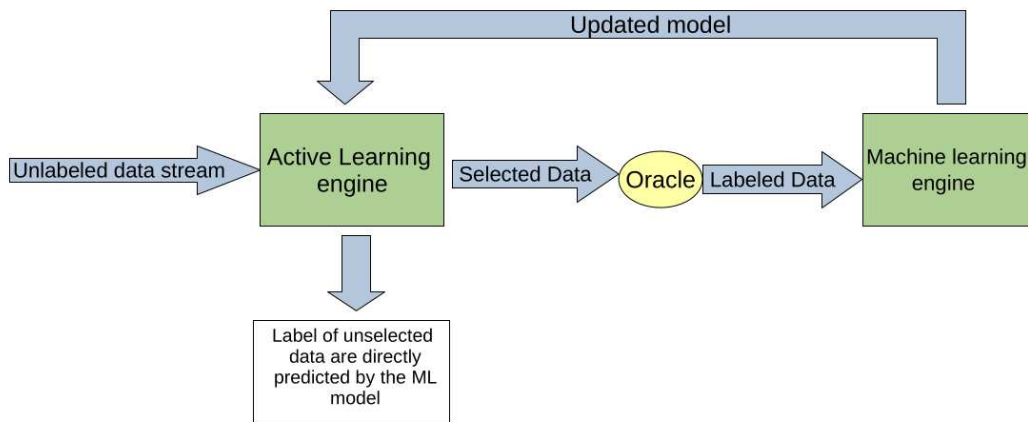 Updated model
Unlabeled data stream
Active Learning
engine
Selected Data
Oracle
Labeled Data
Machine learning
engine
Label of unselected
data are directly
predicted by the ML
model